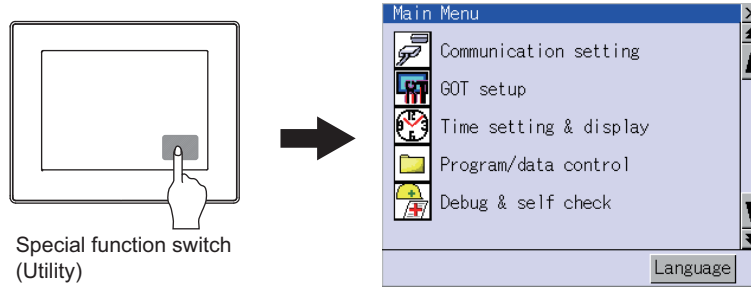 Special function switch
(Utility)
Main Menu
Communication setting
GOT setup
Time setting & display
Program/data control
Debug & self check
Language